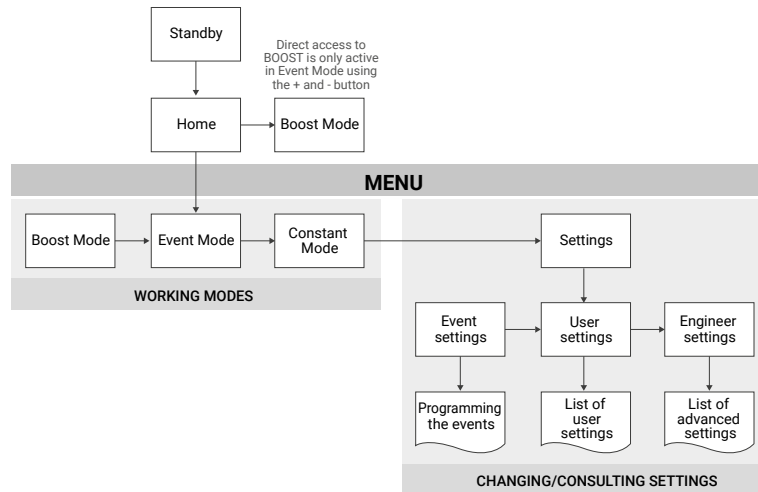 Standby
Direct access to
BOOST is only active
in Event Mode using
the + and - button
Home
Boost Mode
MENU
Boost Mode
Event Mode
Constant
Mode
Settings
WORKING MODES
Event
settings
User
settings
Engineer
settings
Programming
the events
List of
user
settings
List of
advanced
settings
CHANGING/CONSULTING SETTINGS